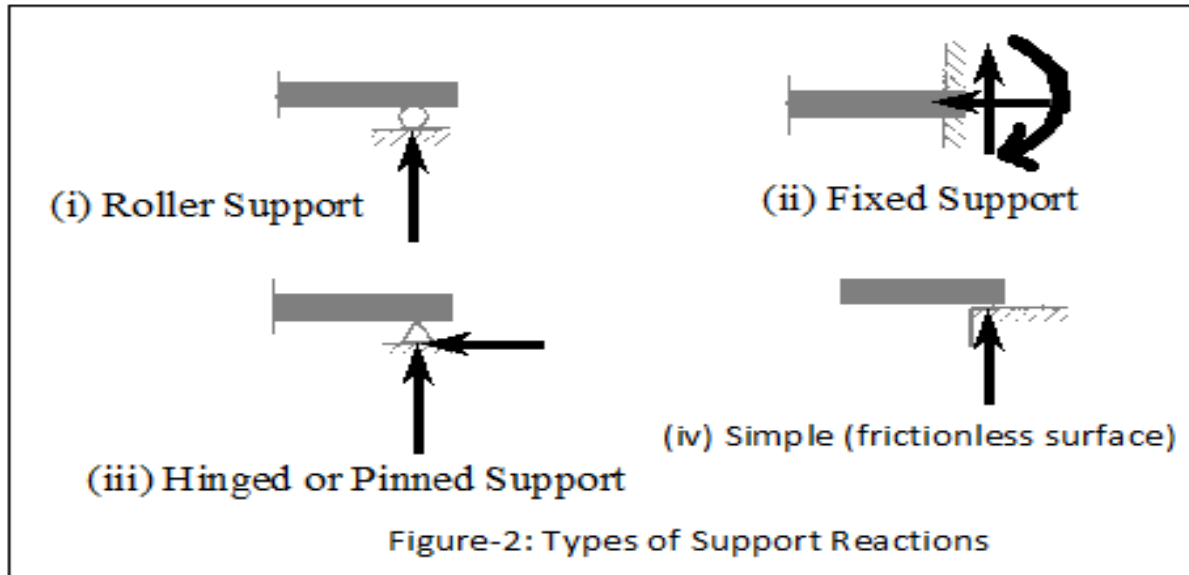 (i) Roller Support
(ii) Fixed Support
(iii) Hinged or Pinned Support
(iv) Simple (frictionless surface)
Figure-2: Types of Support Reactions